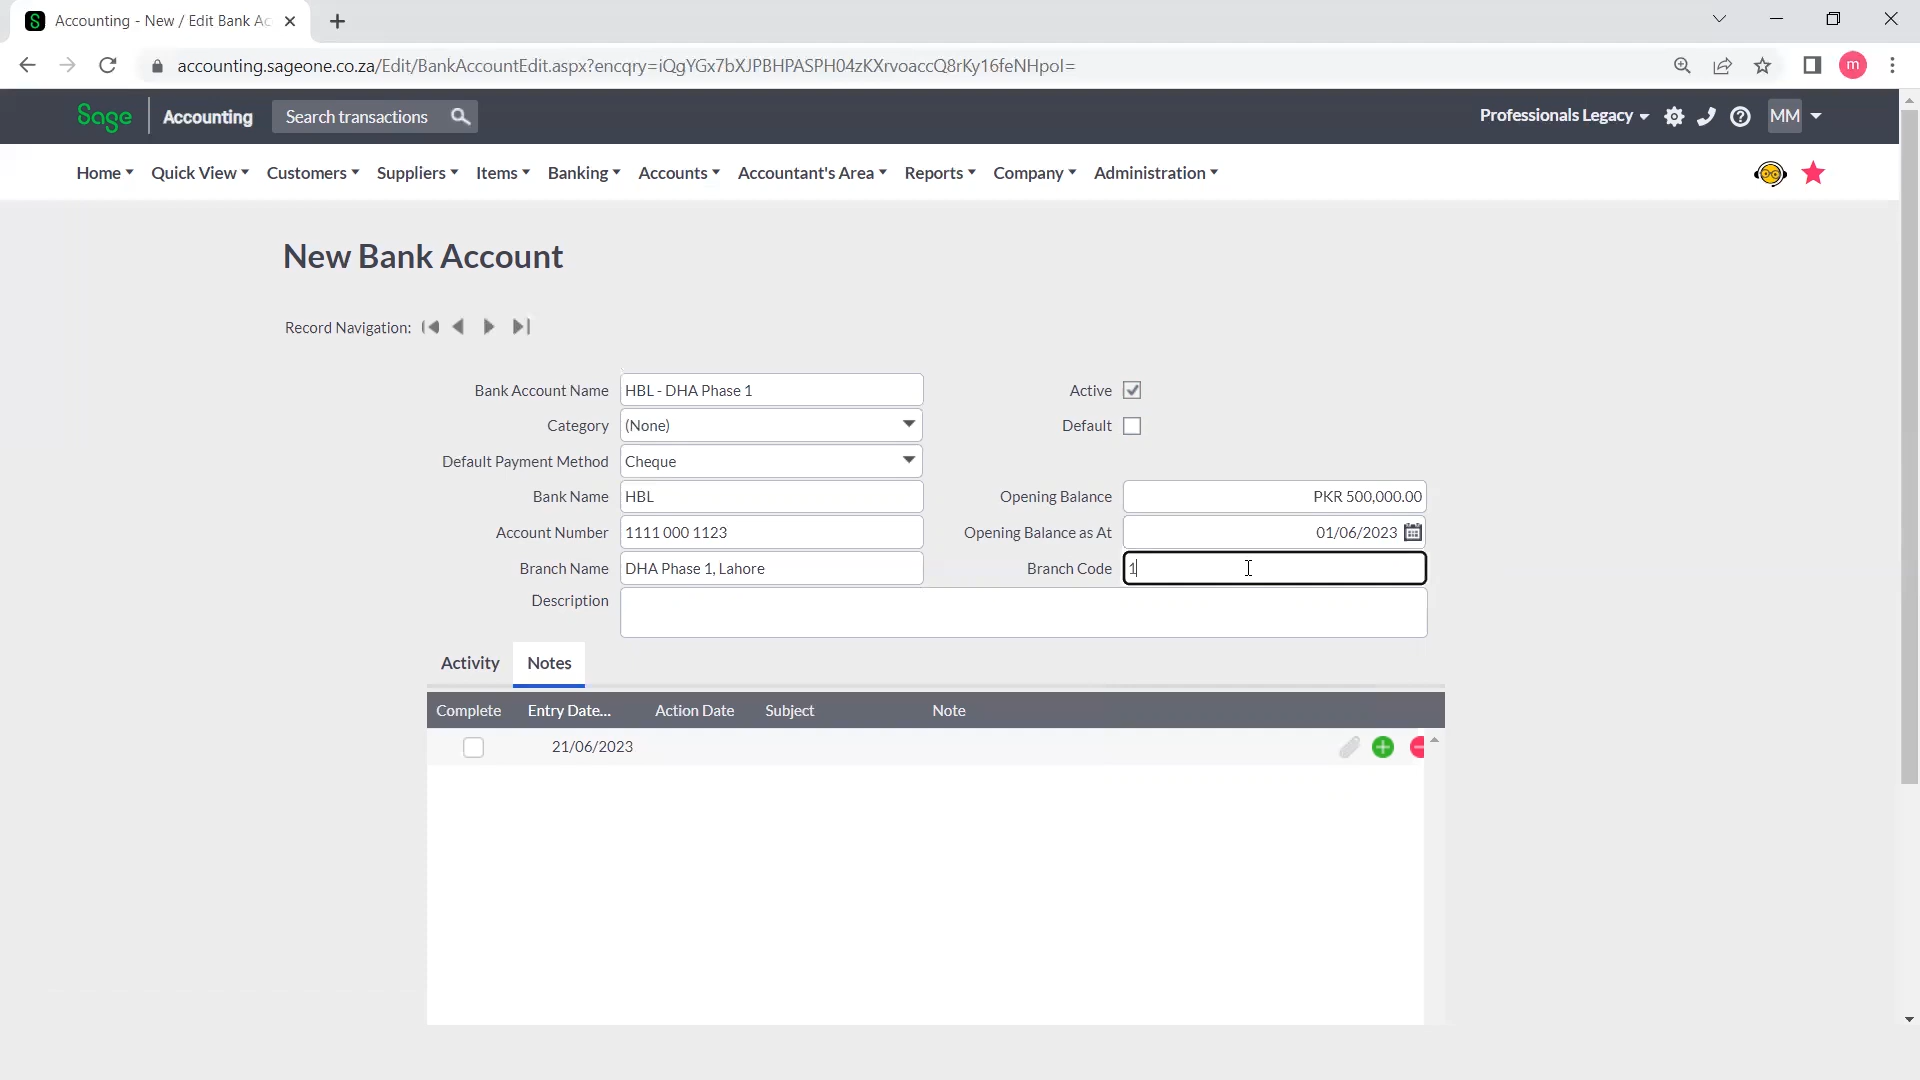 Accounting - New / Edit Bank Ac
accounting.sageone.co.za/Edit/BankAccountEdit.aspx?encqry=iQgYGx7bXJPBHPASPH04zKXrvoaccQ8rKy16feNHpoI=
m
Sage Accounting Search transactions Professionals Legacy MM
Home Quick View Customers Suppliers Items Banking Accounts Accountant's Area Reports Company Administration
New Bank Account
Record Navigation:
Bank Account Name HBL - DHA Phase 1 Active
Category (None) Default
Default Payment Method Cheque
Bank Name HBL Opening Balance PKR 500,000.00
Account Number 1111 000 1123 Opening Balance as At 01/06/2023
Branch Name DHA Phase 1, Lahore Branch Code 1
Description
Activity Notes
Complete Entry Date... Action Date Subject Note
21/06/2023